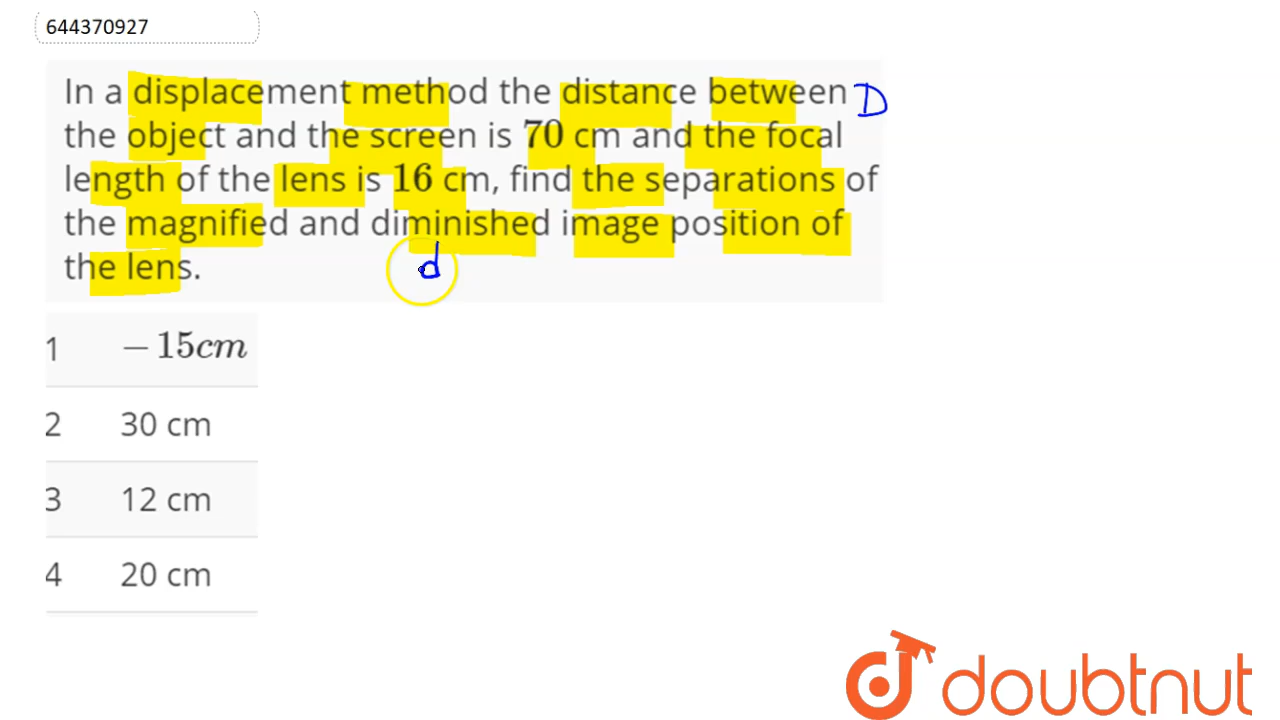 644370927
In a displacement method the distance between D
the object and the screen is 70 cm and the focal
length of the lens is 16 cm, find the separations of
the magnified and diminished image position of
the lens.
d
1 −15cm
2 30 cm
3 12 cm
4 20 cm
doubtnut